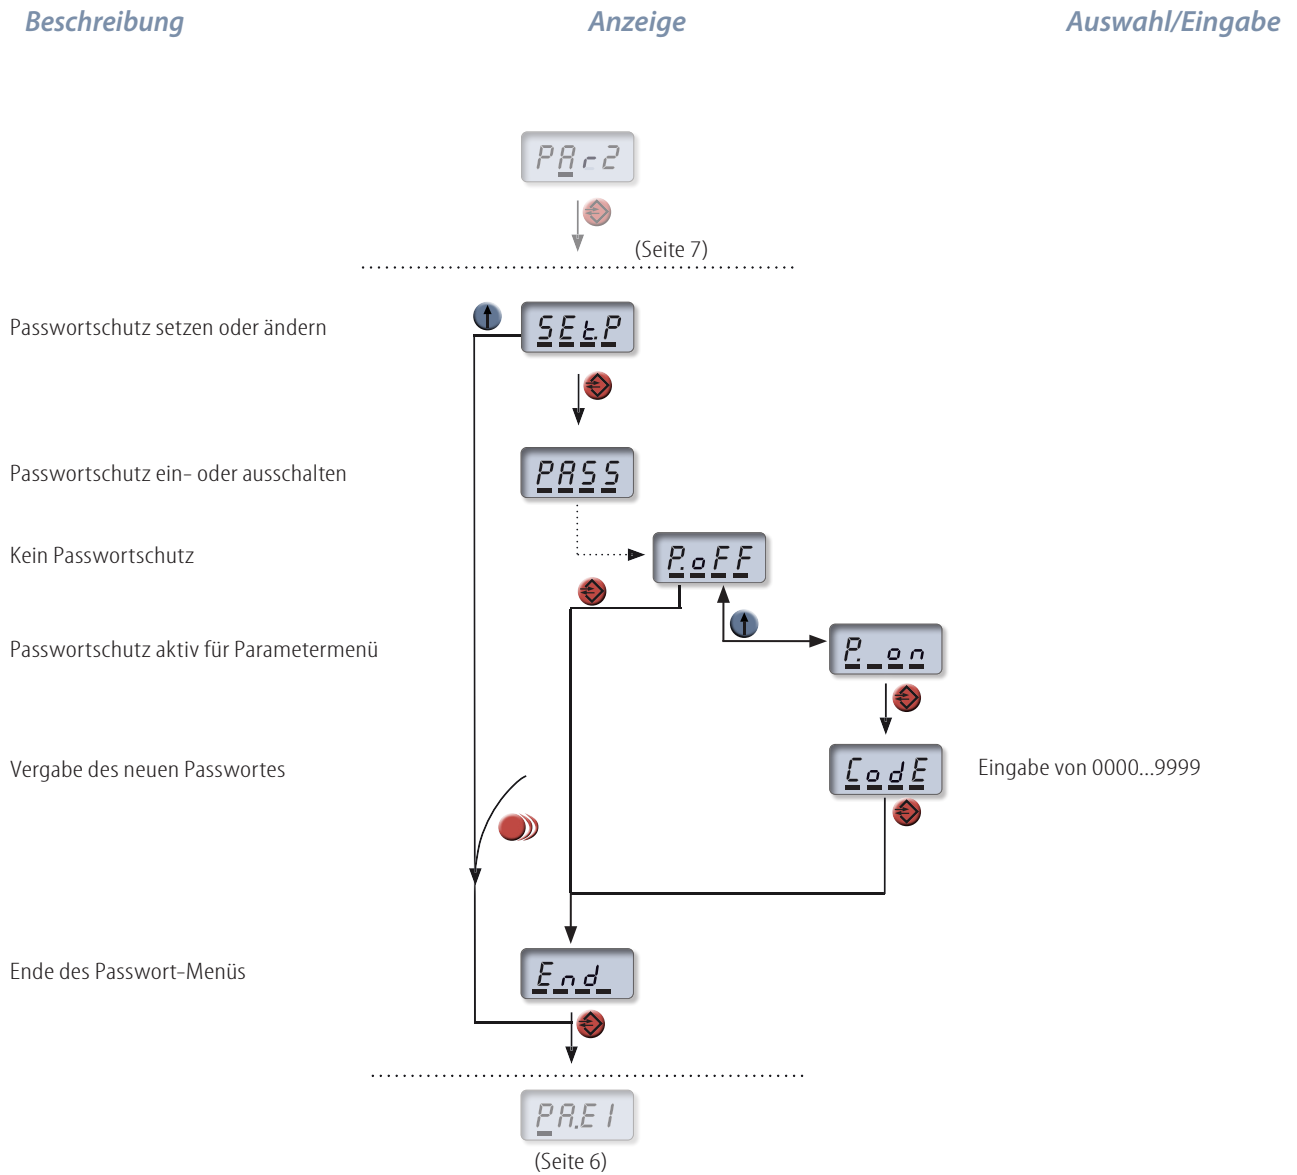 Beschreibung Anzeige Auswahl/Eingabe
PAr2
(Seite 7)
Passwortschutz setzen oder ändern SEt.P
Passwortschutz ein- oder ausschalten PASS
Kein Passwortschutz P.oFF
Passwortschutz aktiv für Parametermenü P._on
Vergabe des neuen Passwortes CodE Eingabe von 0000...9999
Ende des Passwort-Menüs End_
PA.E1
(Seite 6)